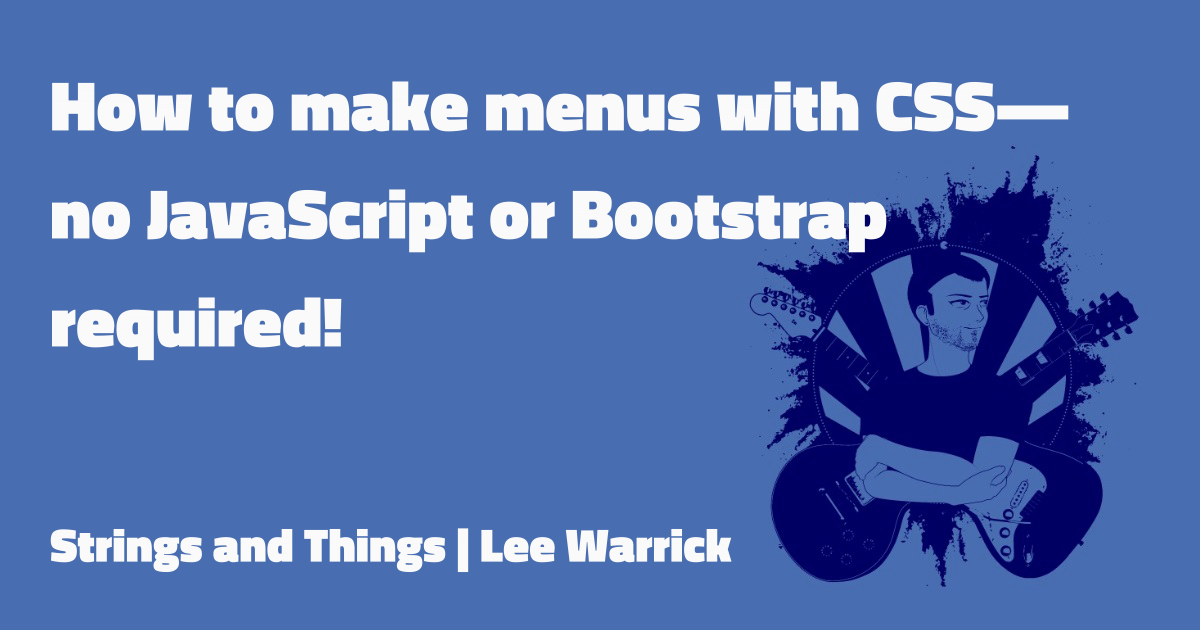 How to make menus with CSS—
no JavaScript or Bootstrap
required!
Strings and Things | Lee Warrick